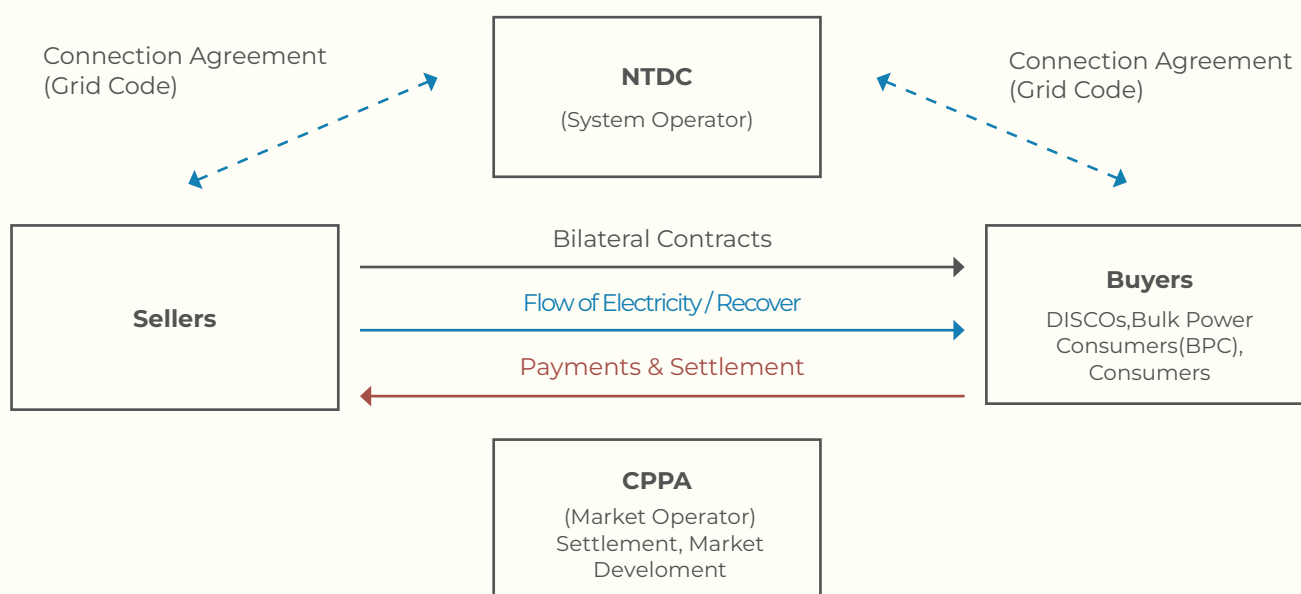 Connection Agreement
(Grid Code)
NTDC
(System Operator)
Connection Agreement
(Grid Code)
Sellers
Bilateral Contracts
Flow of Electricity / Recover
Payments & Settlement
Buyers
DISCOs,Bulk Power
Consumers(BPC),
Consumers
CPPA
(Market Operator)
Settlement, Market
Develoment